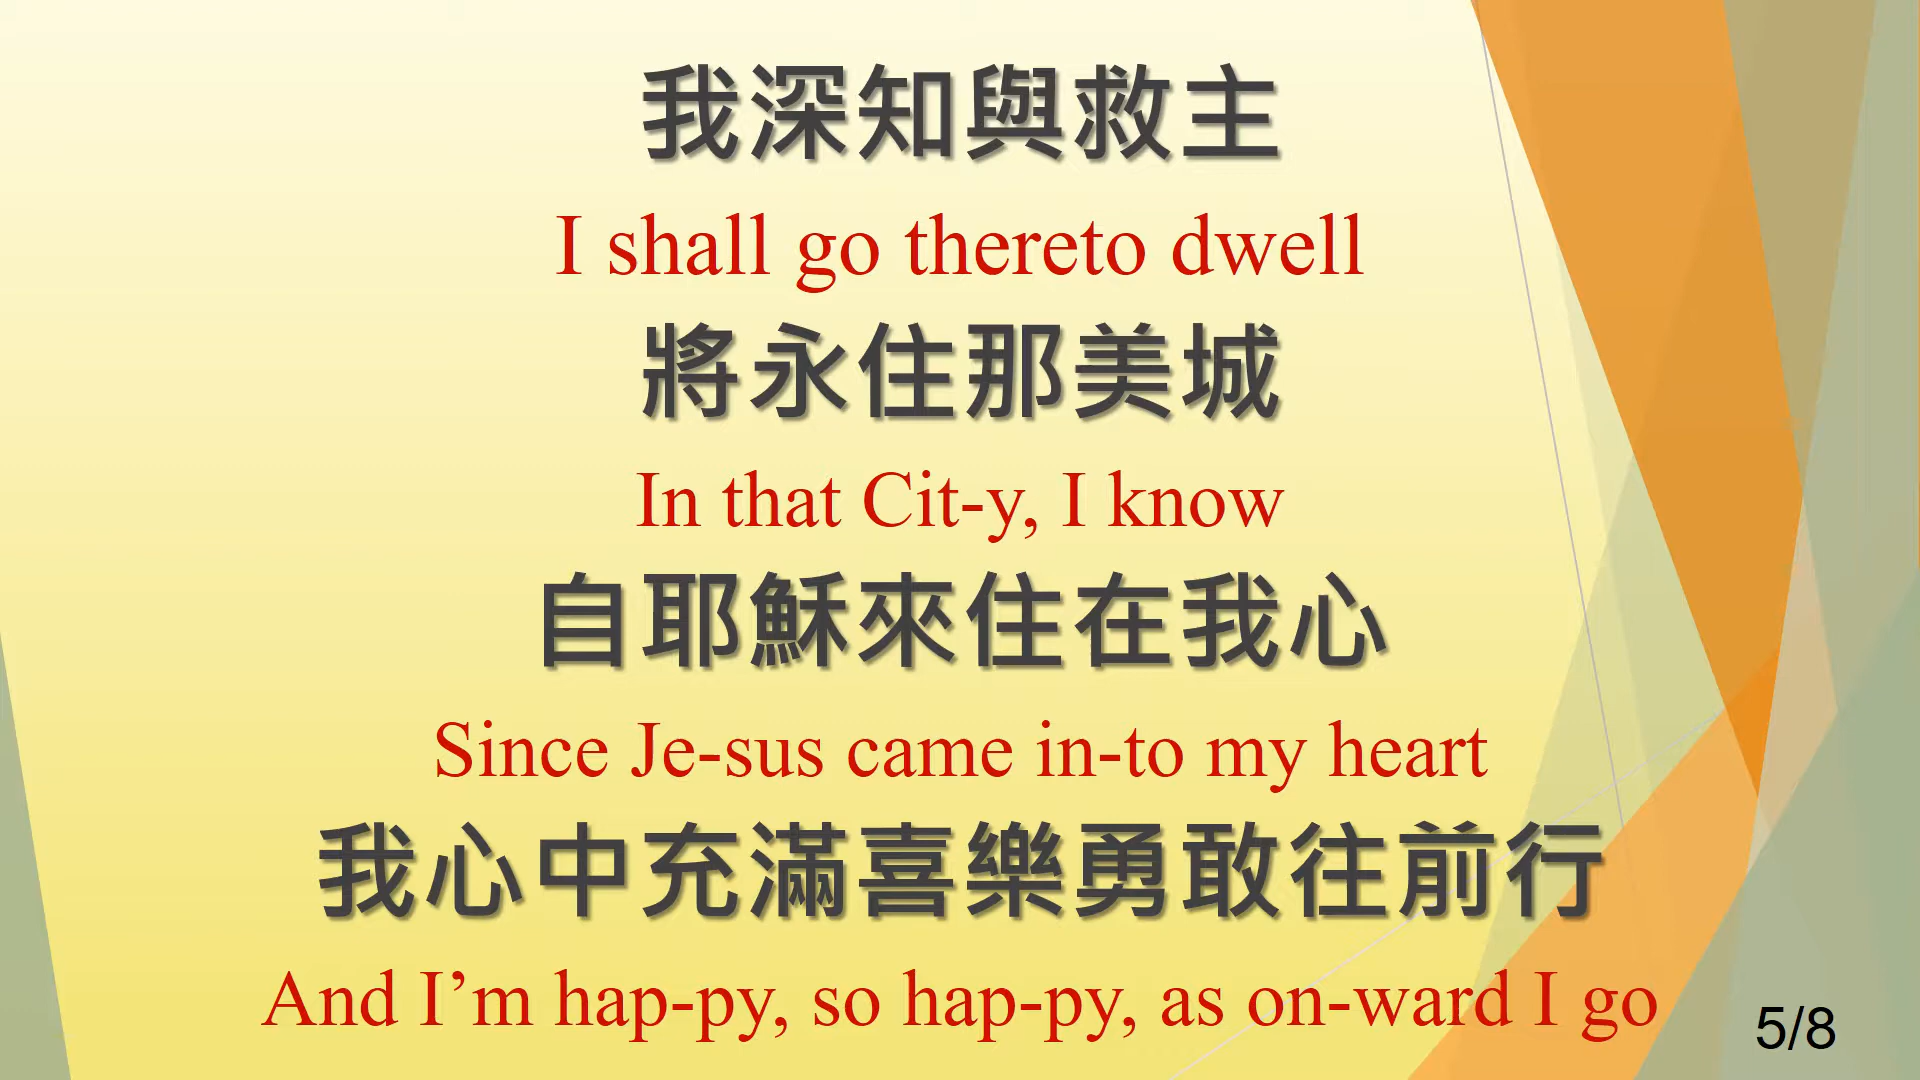 我深知與救主
I shall go thereto dwell
將永住那美城
In that Cit-y, I know
自耶穌來住在我心
Since Je-sus came in-to my heart
我心中充滿喜樂勇敢往前行
And I’m hap-py, so hap-py, as on-ward I go
5/8